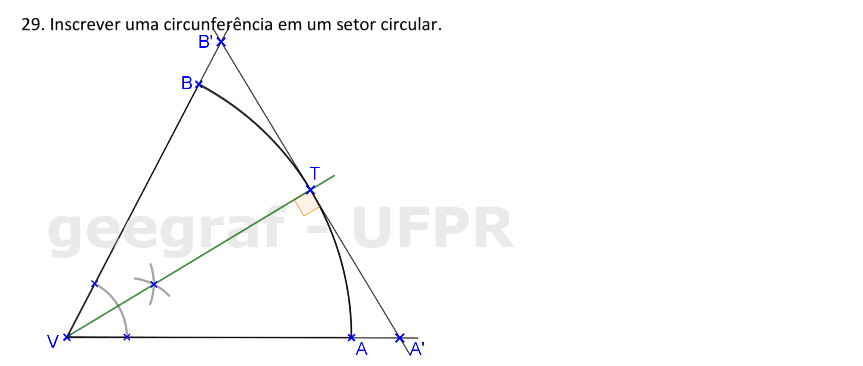 29. Inscrever uma circunferência em um setor circular.
B'
B
T
geegraf - UFPR
V
A
A'